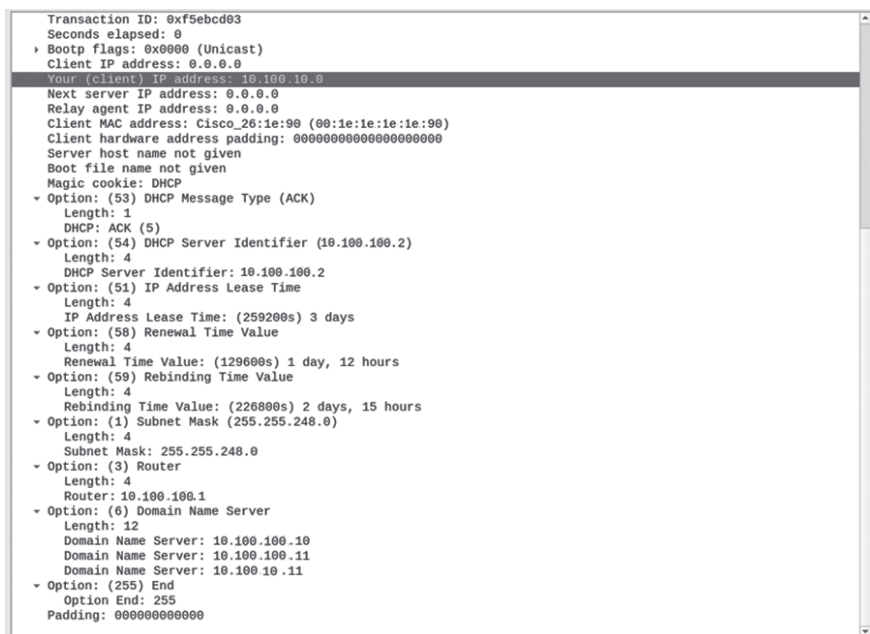 Transaction ID: 0xf5ebcd03
Seconds elapsed: 0
Bootp flags: 0x0000 (Unicast)
Client IP address: 0.0.0.0
Your (client) IP address: 10.100.10.0
Next server IP address: 0.0.0.0
Relay agent IP address: 0.0.0.0
Client MAC address: Cisco_26:1e:90 (00:1e:1e:1e:1e:90)
Client hardware address padding: 00000000000000000000
Server host name not given
Boot file name not given
Magic cookie: DHCP
Option: (53) DHCP Message Type (ACK)
Length: 1
DHCP: ACK (5)
Option: (54) DHCP Server Identifier (10.100.100.2)
Length: 4
DHCP Server Identifier: 10.100.100.2
Option: (51) IP Address Lease Time
Length: 4
IP Address Lease Time: (259200s) 3 days
Option: (58) Renewal Time Value
Length: 4
Renewal Time Value: (129600s) 1 day, 12 hours
Option: (59) Rebinding Time Value
Length: 4
Rebinding Time Value: (226800s) 2 days, 15 hours
Option: (1) Subnet Mask (255.255.248.0)
Length: 4
Subnet Mask: 255.255.248.0
Option: (3) Router
Length: 4
Router: 10.100.100.1
Option: (6) Domain Name Server
Length: 12
Domain Name Server: 10.100.100.10
Domain Name Server: 10.100.100.11
Domain Name Server: 10.100.10.11
Option: (255) End
Option End: 255
Padding: 000000000000